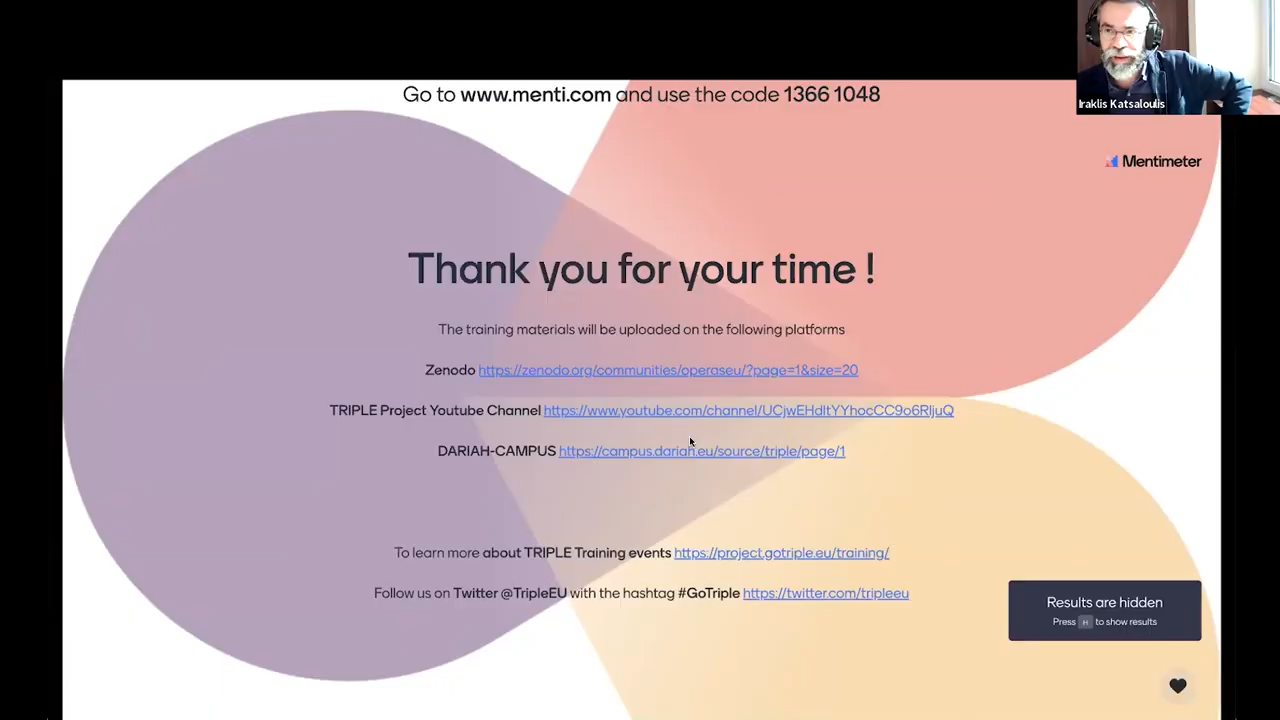 Go to www.menti.com and use the code 1366 1048
Iraklis Katsaloulis
Mentimeter
Thank you for your time !
The training materials will be uploaded on the following platforms
Zenodo https://zenodo.org/communities/operaseu/?page=1&size=20
TRIPLE Project Youtube Channel https://www.youtube.com/channel/UCjwEHdltYYhocCC9o6RljuQ
DARIAH-CAMPUS https://campus.dariah.eu/source/triple/page/1
To learn more about TRIPLE Training events https://project.gotriple.eu/training/
Follow us on Twitter @TripleEU with the hashtag #GoTriple https://twitter.com/tripleeu
Results are hidden
Press H to show results